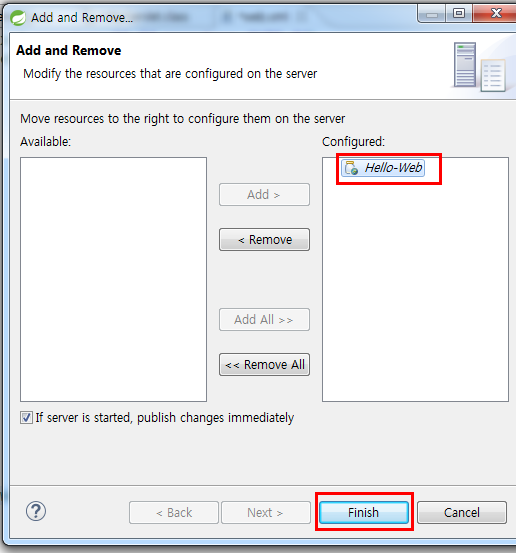 Add and Remove...
Add and Remove
Modify the resources that are configured on the server
Move resources to the right to configure them on the server
Available:
Configured:
Hello-Web
Add >
< Remove
Add All >>
<< Remove All
If server is started, publish changes immediately
?
< Back
Next >
Finish
Cancel